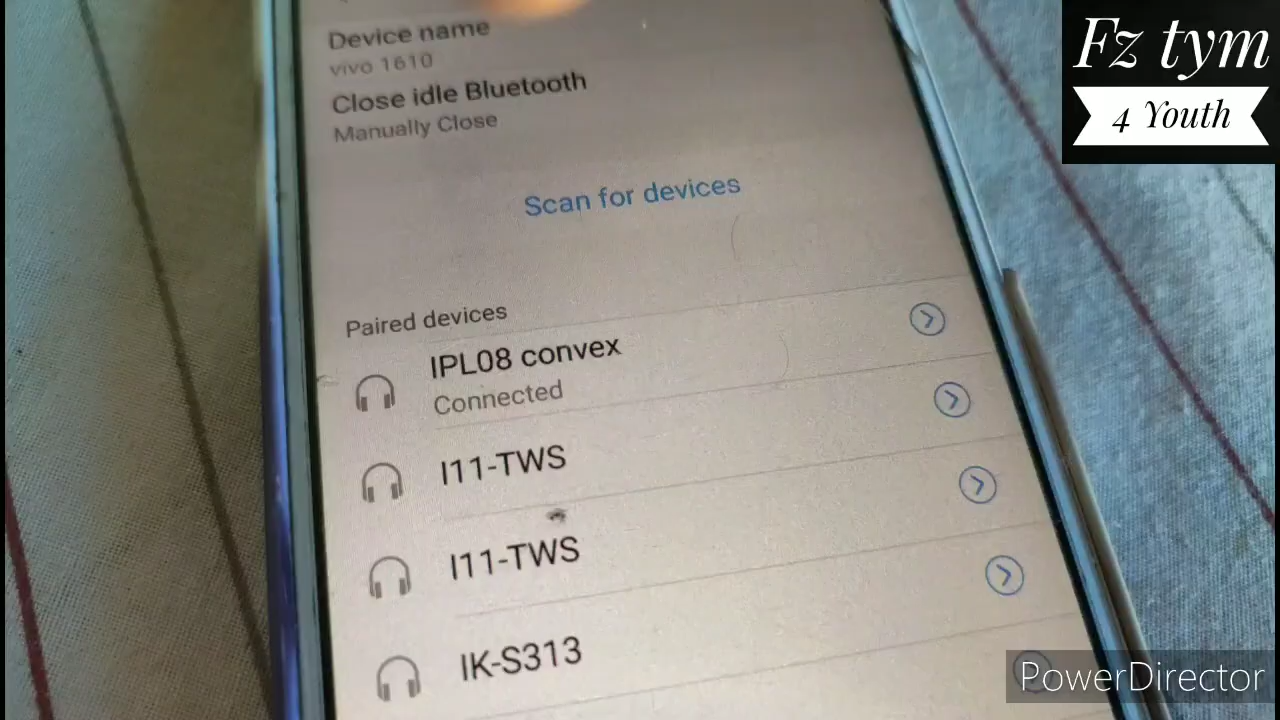 Device name
vivo 1610
Close idle Bluetooth
Manually Close
Scan for devices
Paired devices
IPL08 convex
Connected
I11-TWS
I11-TWS
IK-S313
Fz tym
4 Youth
PowerDirector